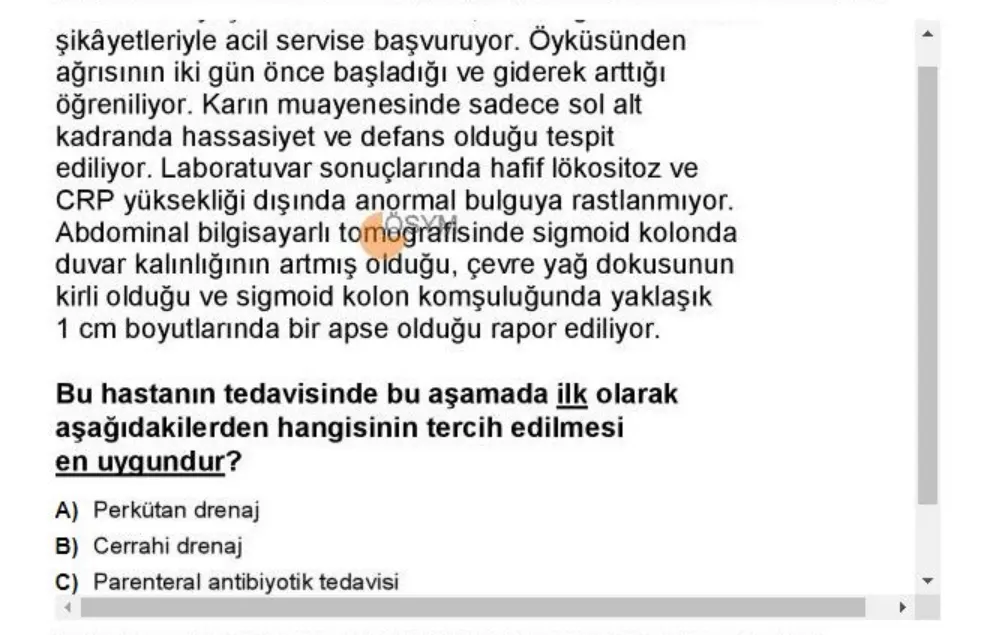 şikâyetleriyle acil servise başvuruyor. Öyküsünden
ağrısının iki gün önce başladığı ve giderek arttığı
öğreniliyor. Karın muayenesinde sadece sol alt
kadranda hassasiyet ve defans olduğu tespit
ediliyor. Laboratuvar sonuçlarında hafif lökositoz ve
CRP yüksekliği dışında anormal bulguya rastlanmıyor.
ÖSYM
Abdominal bilgisayarlı tomografisinde sigmoid kolonda
duvar kalınlığının artmış olduğu, çevre yağ dokusunun
kirli olduğu ve sigmoid kolon komşuluğunda yaklaşık
1 cm boyutlarında bir apse olduğu rapor ediliyor.
Bu hastanın tedavisinde bu aşamada ilk olarak
aşağıdakilerden hangisinin tercih edilmesi
en uygundur?
A) Perkütan drenaj
B) Cerrahi drenaj
C) Parenteral antibiyotik tedavisi